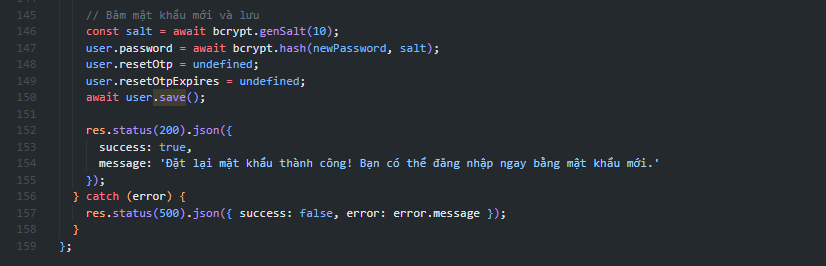 145 // Băm mật khẩu mới và lưu
146 const salt = await bcrypt.genSalt(10);
147 user.password = await bcrypt.hash(newPassword, salt);
148 user.resetOtp = undefined;
149 user.resetOtpExpires = undefined;
150 await user.save();
151
152 res.status(200).json({
153 success: true,
154 message: 'Đặt lại mật khẩu thành công! Bạn có thể đăng nhập ngay bằng mật khẩu mới.'
155 });
156 } catch (error) {
157 res.status(500).json({ success: false, error: error.message });
158 }
159 };